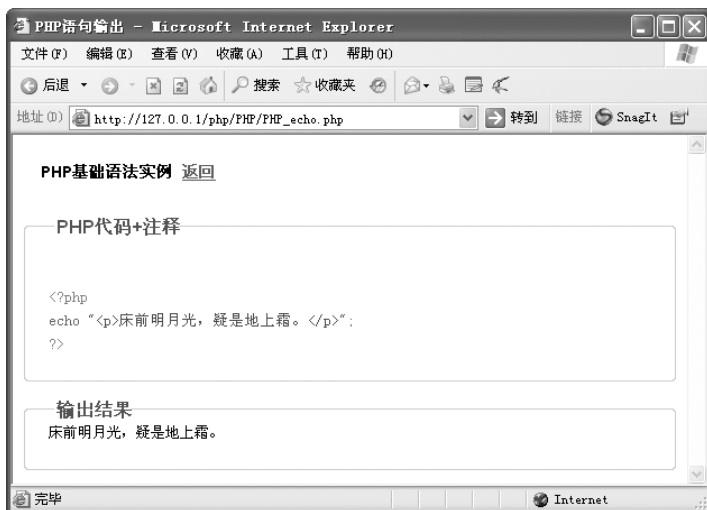 PHP语句输出 - Microsoft Internet Explorer
文件(F) 编辑(E) 查看(V) 收藏(A) 工具(T) 帮助(H)
后退 搜索 收藏夹
地址(D) http://127.0.0.1/php/PHP/PHP_echo.php 转到 链接 SnagIt
PHP基础语法实例 返回
PHP代码+注释
<?php
echo "<p>床前明月光，疑是地上霜。</p>";
?>
输出结果
床前明月光，疑是地上霜。
完毕 Internet